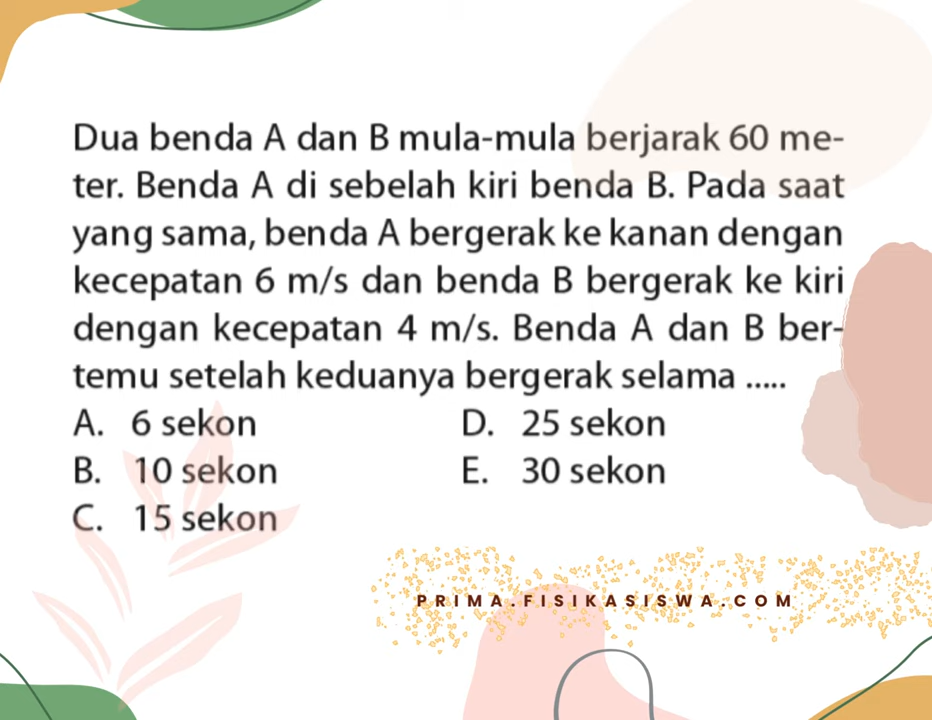 Dua benda A dan B mula-mula berjarak 60 me-
ter. Benda A di sebelah kiri benda B. Pada saat
yang sama, benda A bergerak ke kanan dengan
kecepatan 6 m/s dan benda B bergerak ke kiri
dengan kecepatan 4 m/s. Benda A dan B ber-
temu setelah keduanya bergerak selama .....
A. 6 sekon
B. 10 sekon
C. 15 sekon
D. 25 sekon
E. 30 sekon
PRIMA.FISIKASISWA.COM